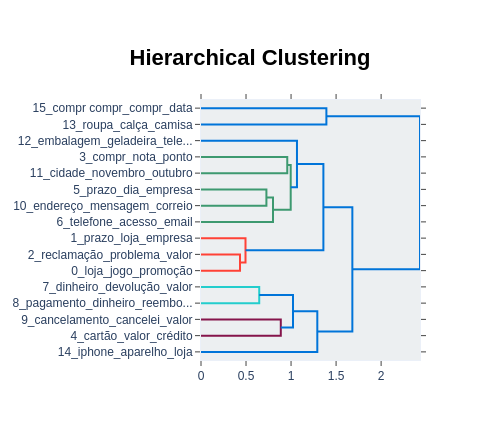 Hierarchical Clustering
15_compr compr_compr_data
13_roupa_calça_camisa
12_embalagem_geladeira_tele...
3_compr_nota_ponto
11_cidade_novembro_outubro
5_prazo_dia_empresa
10_endereço_mensagem_correio
6_telefone_acesso_email
1_prazo_loja_empresa
2_reclamação_problema_valor
0_loja_jogo_promoção
7_dinheiro_devolução_valor
8_pagamento_dinheiro_reembo...
9_cancelamento_cancelei_valor
4_cartão_valor_crédito
14_iphone_aparelho_loja
0 0.5 1 1.5 2